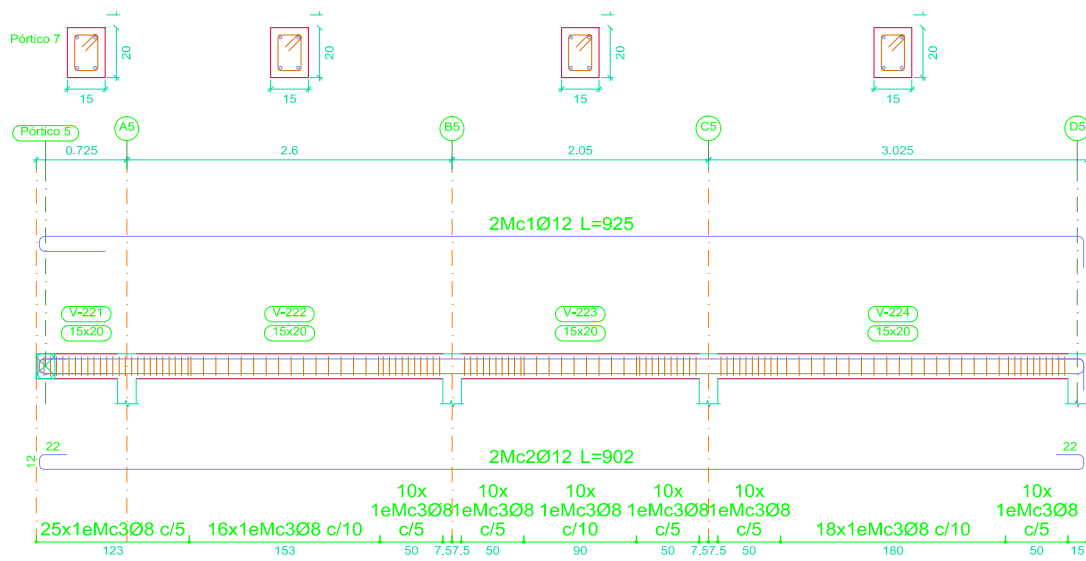 Pórtico 7
20
20
20
20
15
15
15
15
Pórtico 5
A5
B5
C5
D5
0.725
2.6
2.05
3.025
2Mc1Ø12 L=925
V-221
V-222
V-223
V-224
15x20
15x20
15x20
15x20
12
22
2Mc2Ø12 L=902
22
25x1eMc3Ø8 c/5
16x1eMc3Ø8 c/10
10x
1eMc3Ø8
c/5
10x
1eMc3Ø8
c/5
10x
1eMc3Ø8
c/10
10x
1eMc3Ø8
c/5
10x
1eMc3Ø8
c/5
18x1eMc3Ø8 c/10
10x
1eMc3Ø8
c/5
123
153
50
7.5
7.5
50
90
50
7.5
7.5
50
180
50
15